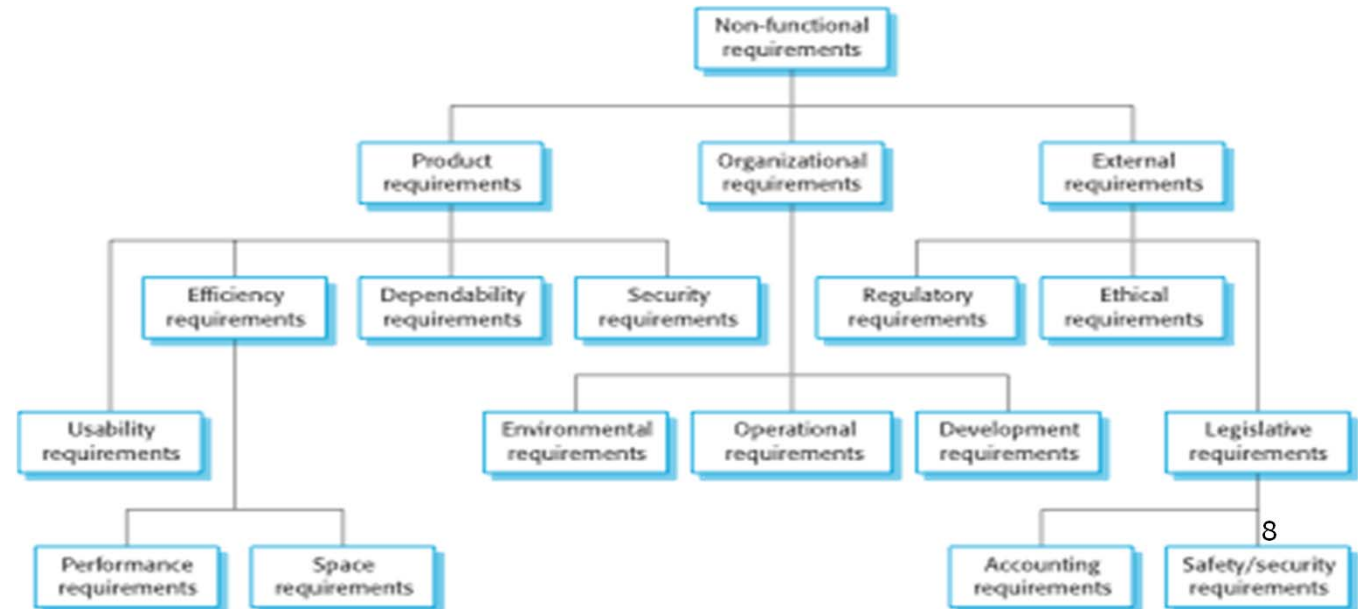 Non-functional
requirements
Product
requirements
Organizational
requirements
External
requirements
Efficiency
requirements
Dependability
requirements
Security
requirements
Regulatory
requirements
Ethical
requirements
Usability
requirements
Environmental
requirements
Operational
requirements
Development
requirements
Legislative
requirements
8
Performance
requirements
Space
requirements
Accounting
requirements
Safety/security
requirements